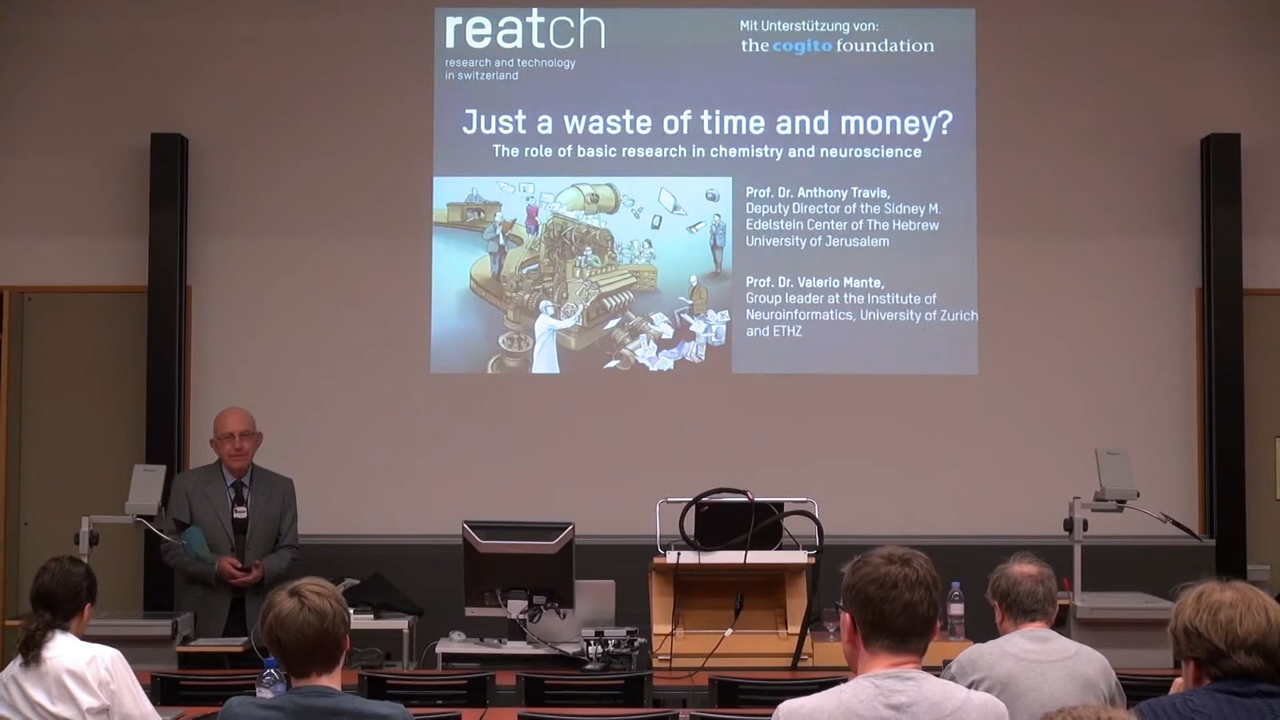 reatch
research and technology
in switzerland
Mit Unterstützung von:
the cogito foundation
Just a waste of time and money?
The role of basic research in chemistry and neuroscience
Prof. Dr. Anthony Travis,
Deputy Director of the Sidney M.
Edelstein Center of The Hebrew
University of Jerusalem
Prof. Dr. Valerio Mante,
Group leader at the Institute of
Neuroinformatics, University of Zurich
and ETHZ